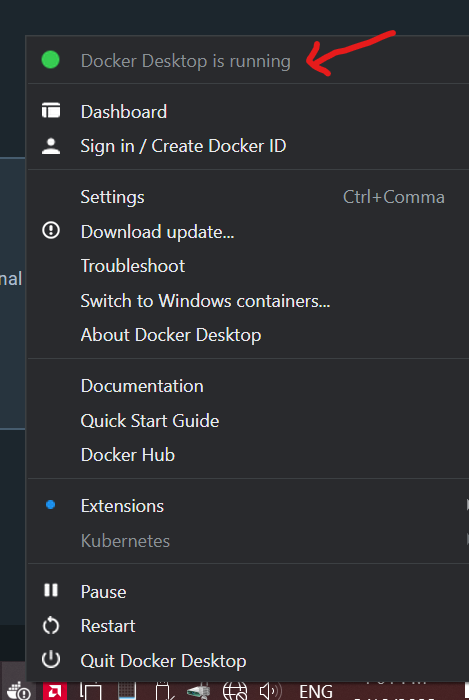 Docker Desktop is running
Dashboard
Sign in / Create Docker ID
Settings Ctrl+Comma
Download update...
nal
Troubleshoot
Switch to Windows containers...
About Docker Desktop
Documentation
Quick Start Guide
Docker Hub
Extensions
Kubernetes
Pause
Restart
Quit Docker Desktop
ENG